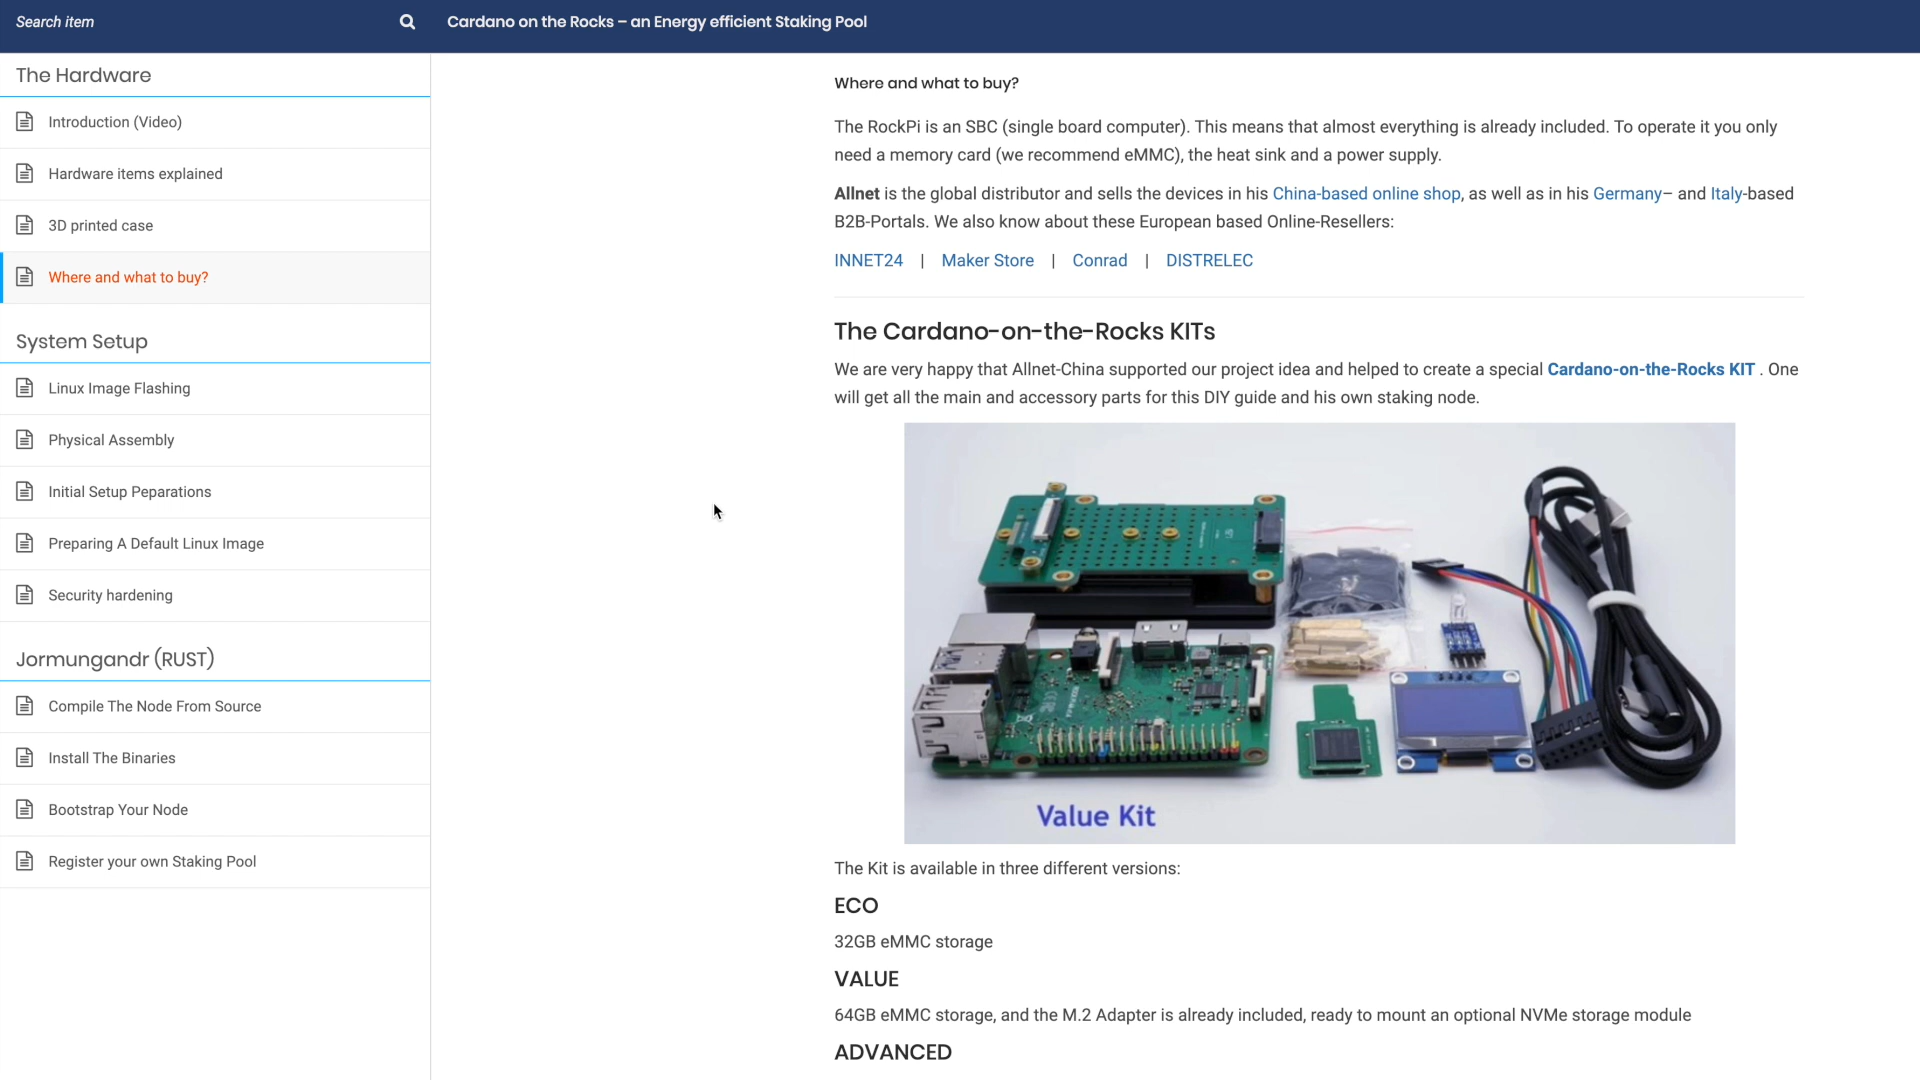 Search item
Cardano on the Rocks – an Energy efficient Staking Pool
The Hardware
Introduction (Video)
Hardware items explained
3D printed case
Where and what to buy?
System Setup
Linux Image Flashing
Physical Assembly
Initial Setup Peparations
Preparing A Default Linux Image
Security hardening
Jormungandr (RUST)
Compile The Node From Source
Install The Binaries
Bootstrap Your Node
Register your own Staking Pool
Where and what to buy?
The RockPi is an SBC (single board computer). This means that almost everything is already included. To operate it you only
need a memory card (we recommend eMMC), the heat sink and a power supply.
Allnet is the global distributor and sells the devices in his China-based online shop, as well as in his Germany– and Italy-based
B2B-Portals. We also know about these European based Online-Resellers:
INNET24 | Maker Store | Conrad | DISTRELEC
The Cardano-on-the-Rocks KITs
We are very happy that Allnet-China supported our project idea and helped to create a special Cardano-on-the-Rocks KIT . One
will get all the main and accessory parts for this DIY guide and his own staking node.
Value Kit
The Kit is available in three different versions:
ECO
32GB eMMC storage
VALUE
64GB eMMC storage, and the M.2 Adapter is already included, ready to mount an optional NVMe storage module
ADVANCED